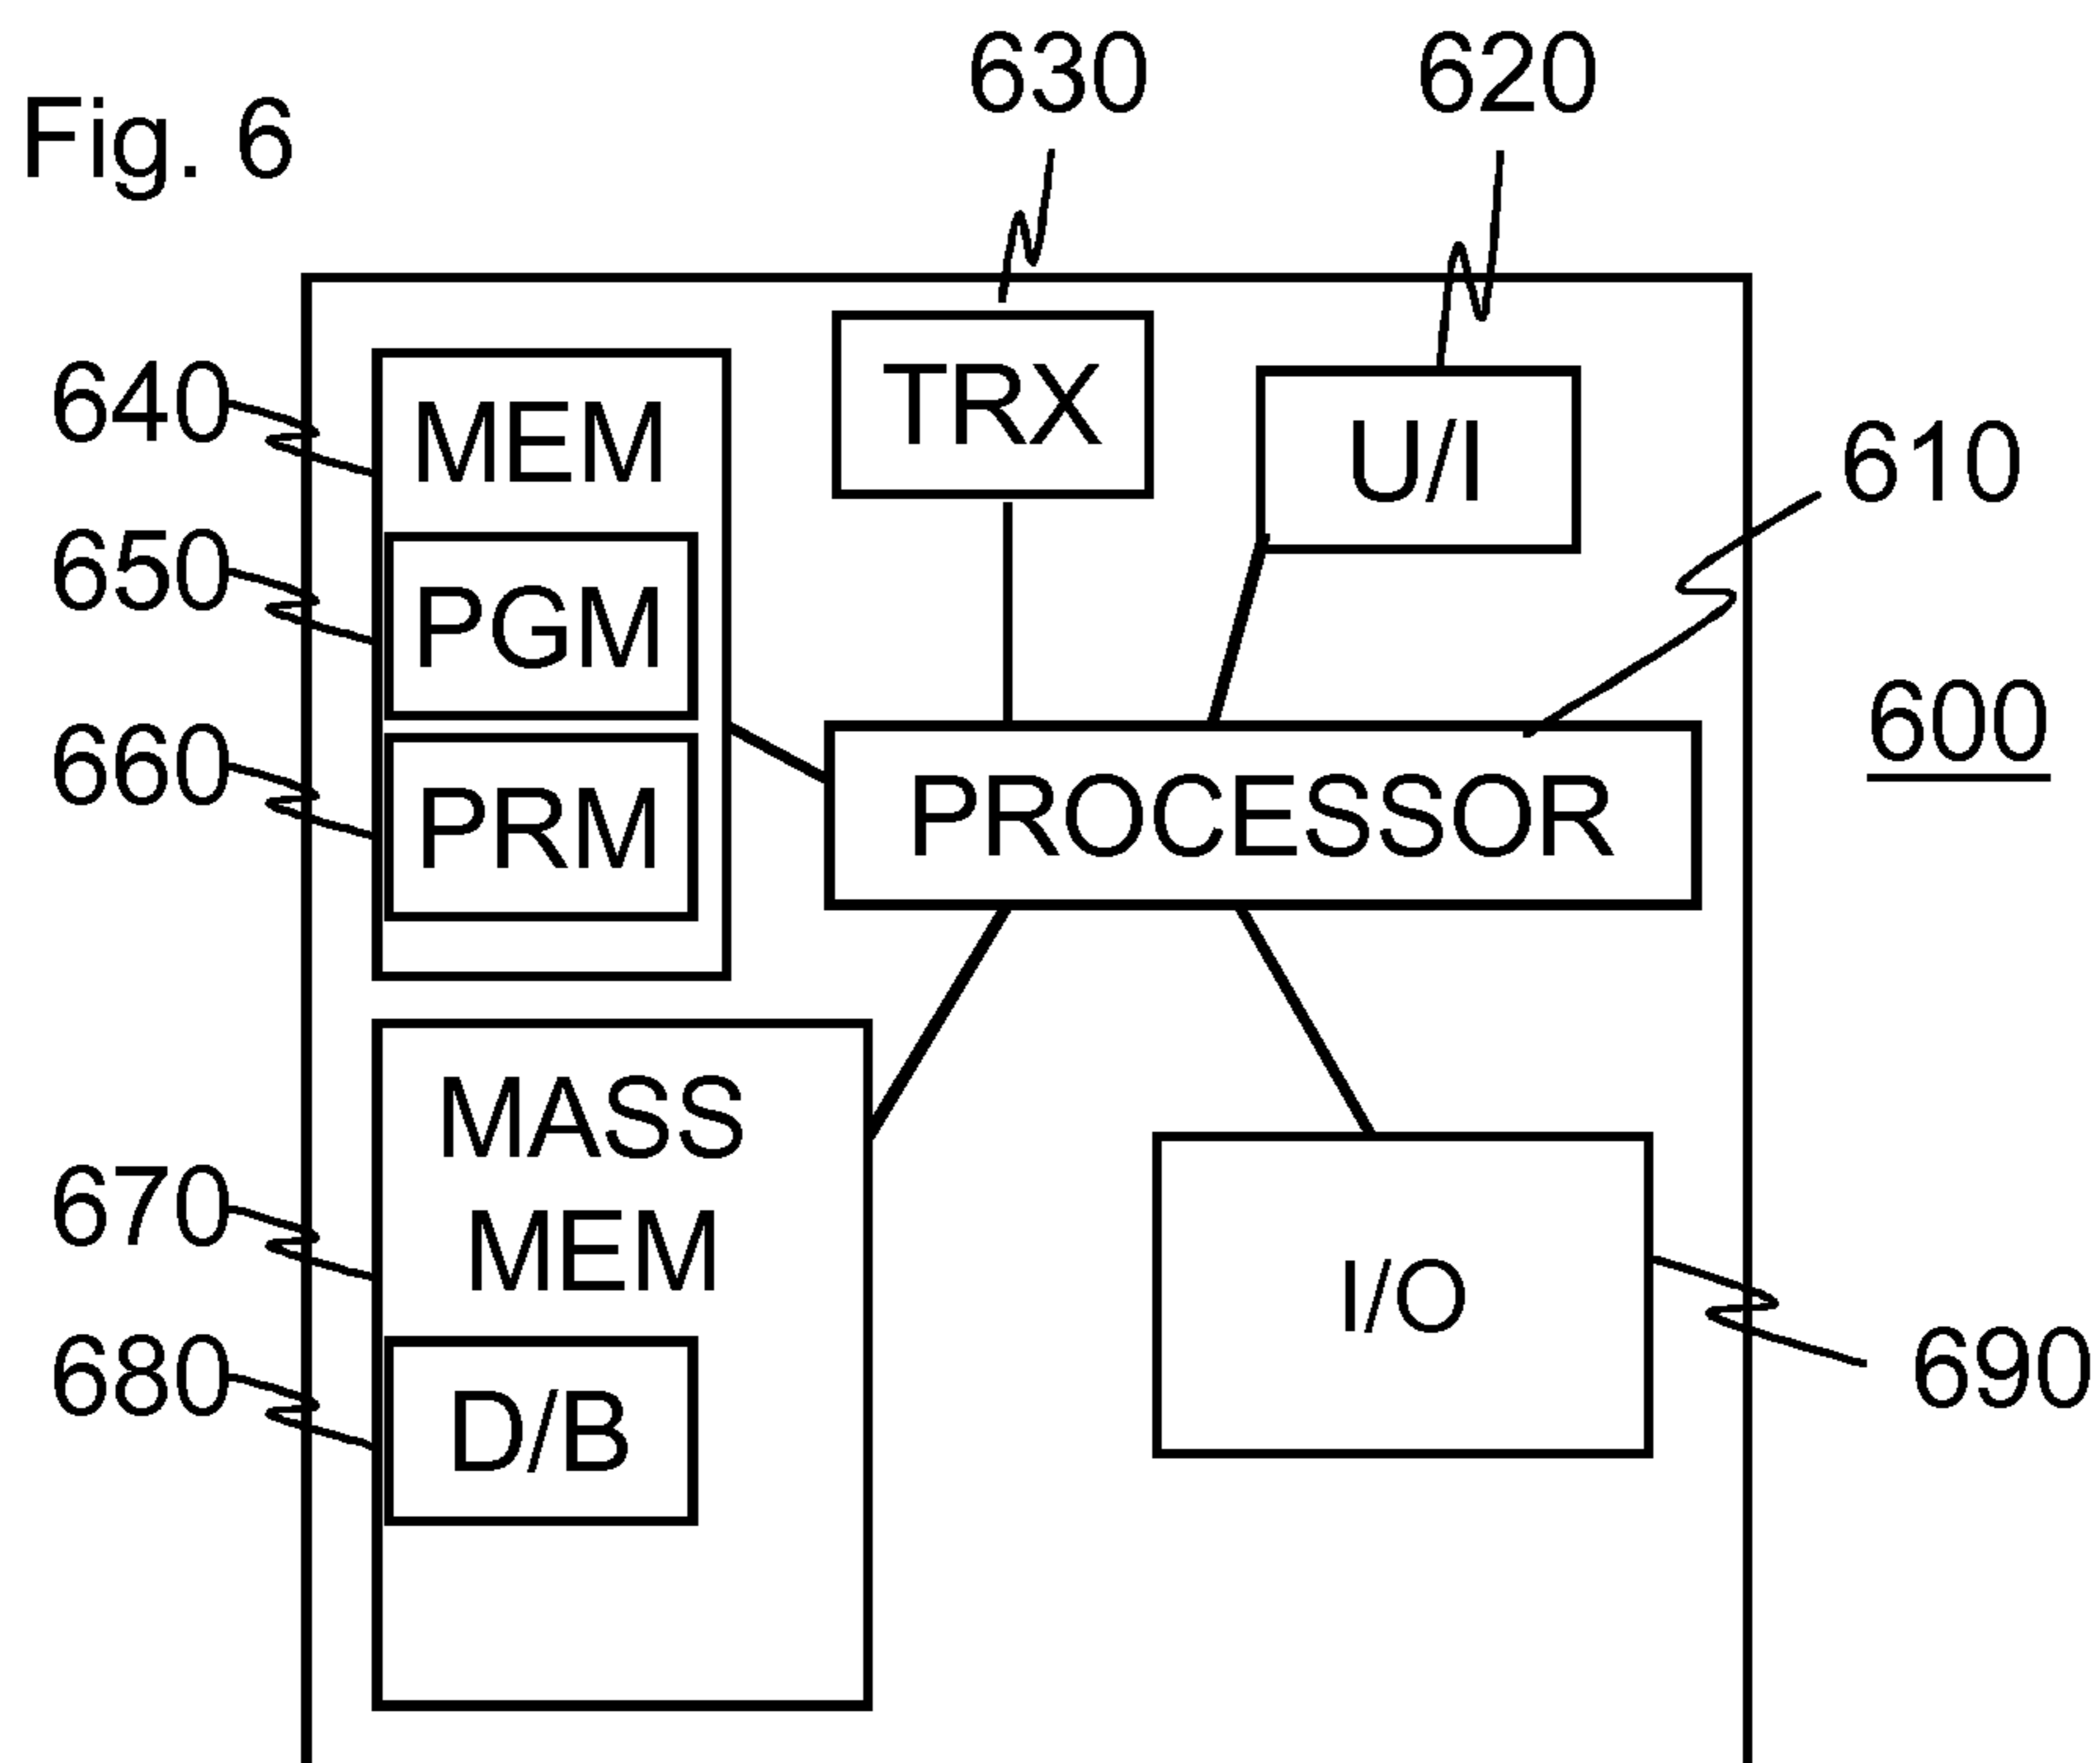 Fig. 6
630
620
640
MEM
TRX
U/I
610
650
PGM
600
660
PRM
PROCESSOR
MASS
MEM
670
I/O
680
D/B
690